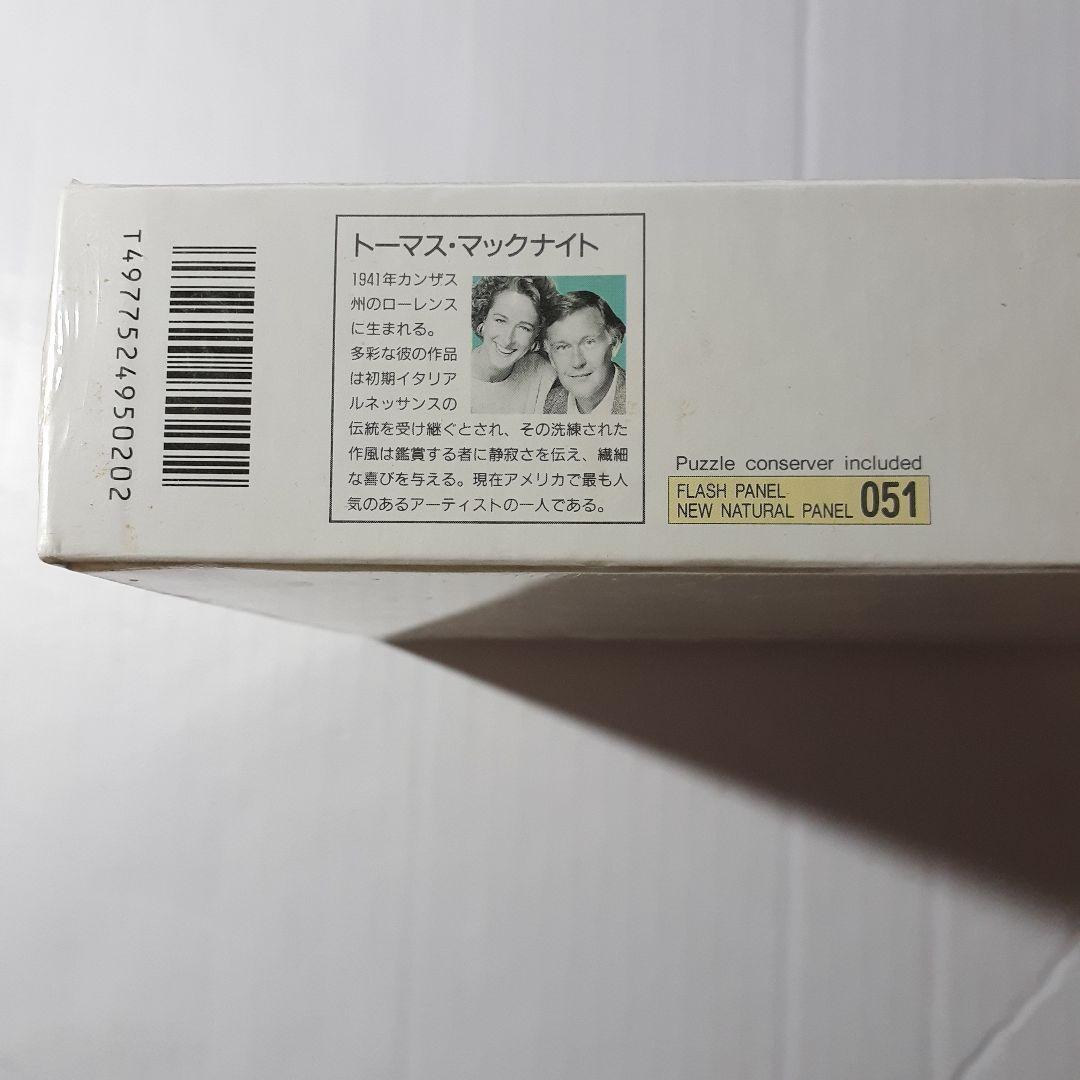 T4977524950202
トーマス・マックナイト
1941年カンザス
州のローレンス
に生まれる。
多彩な彼の作品
は初期イタリア
ルネッサンスの
伝統を受け継ぐとされ、その洗練された
作風は鑑賞する者に静寂さを伝え、繊細
な喜びを与える。現在アメリカで最も人
気のあるアーティストの一人である。
Puzzle conserver included
FLASH PANEL
NEW NATURAL PANEL 051